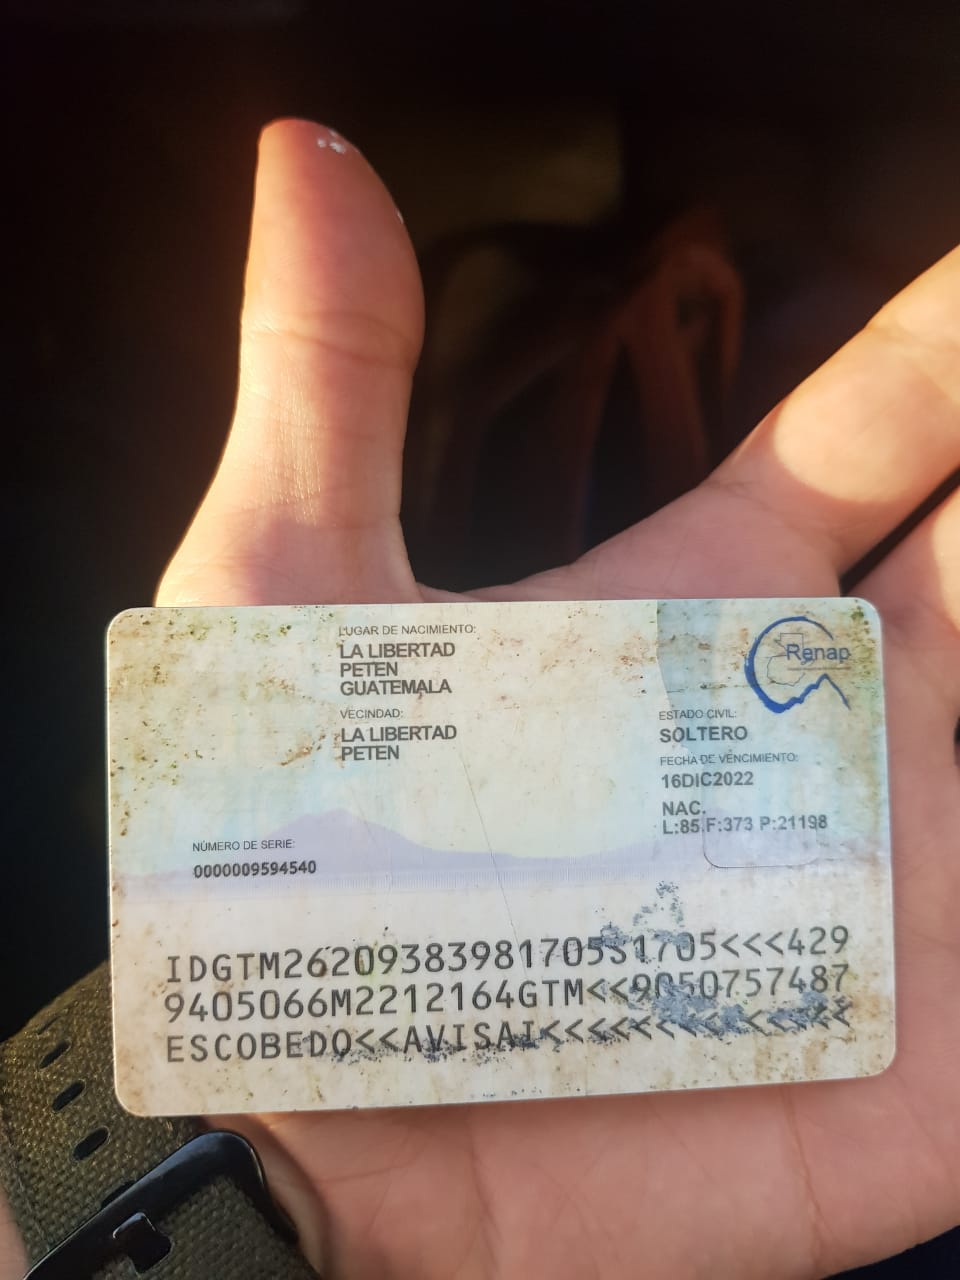 LUGAR DE NACIMIENTO:
LA LIBERTAD
PETEN
GUATEMALA
VECINDAD:
LA LIBERTAD
PETEN
Renap
ESTADO CIVIL:
SOLTERO
FECHA DE VENCIMIENTO:
16DIC2022
NAC.
L:85 F:373 P:21198
NÚMERO DE SERIE:
0000009594540
IDGTM26209383981705S1705<<<429
9405066M2212164GTM<<9050757487
ESCOBEDO<<AVISAI<<<<<<<<<<<<<<